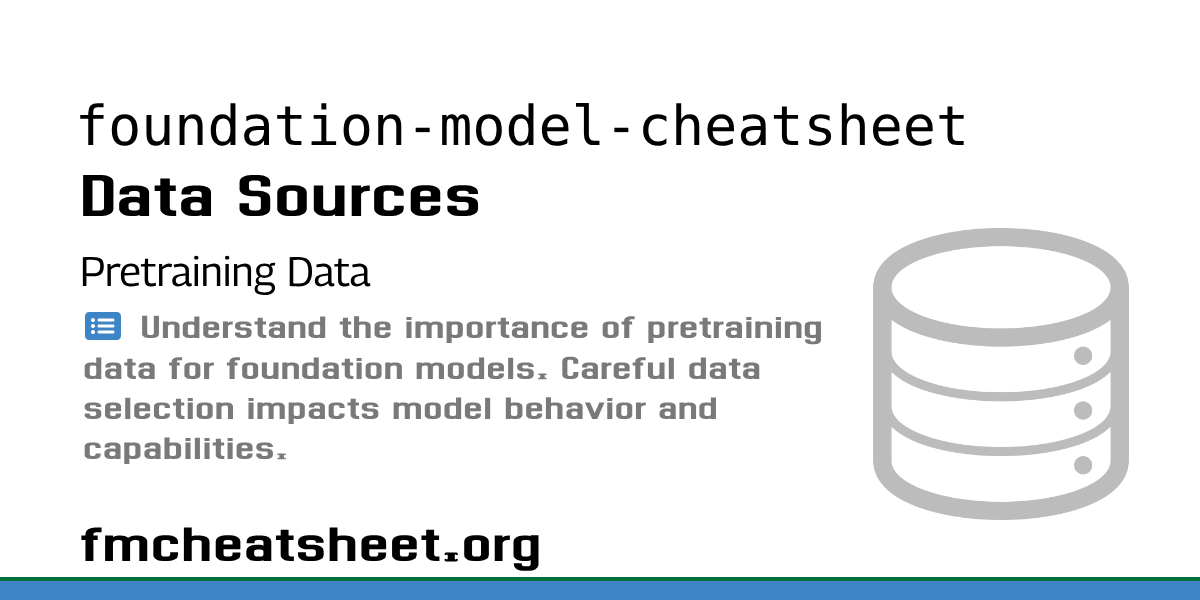 foundation-model-cheatsheet
Data Sources
Pretraining Data
Understand the importance of pretraining
data for foundation models. Careful data
selection impacts model behavior and
capabilities.
fmcheatsheet.org